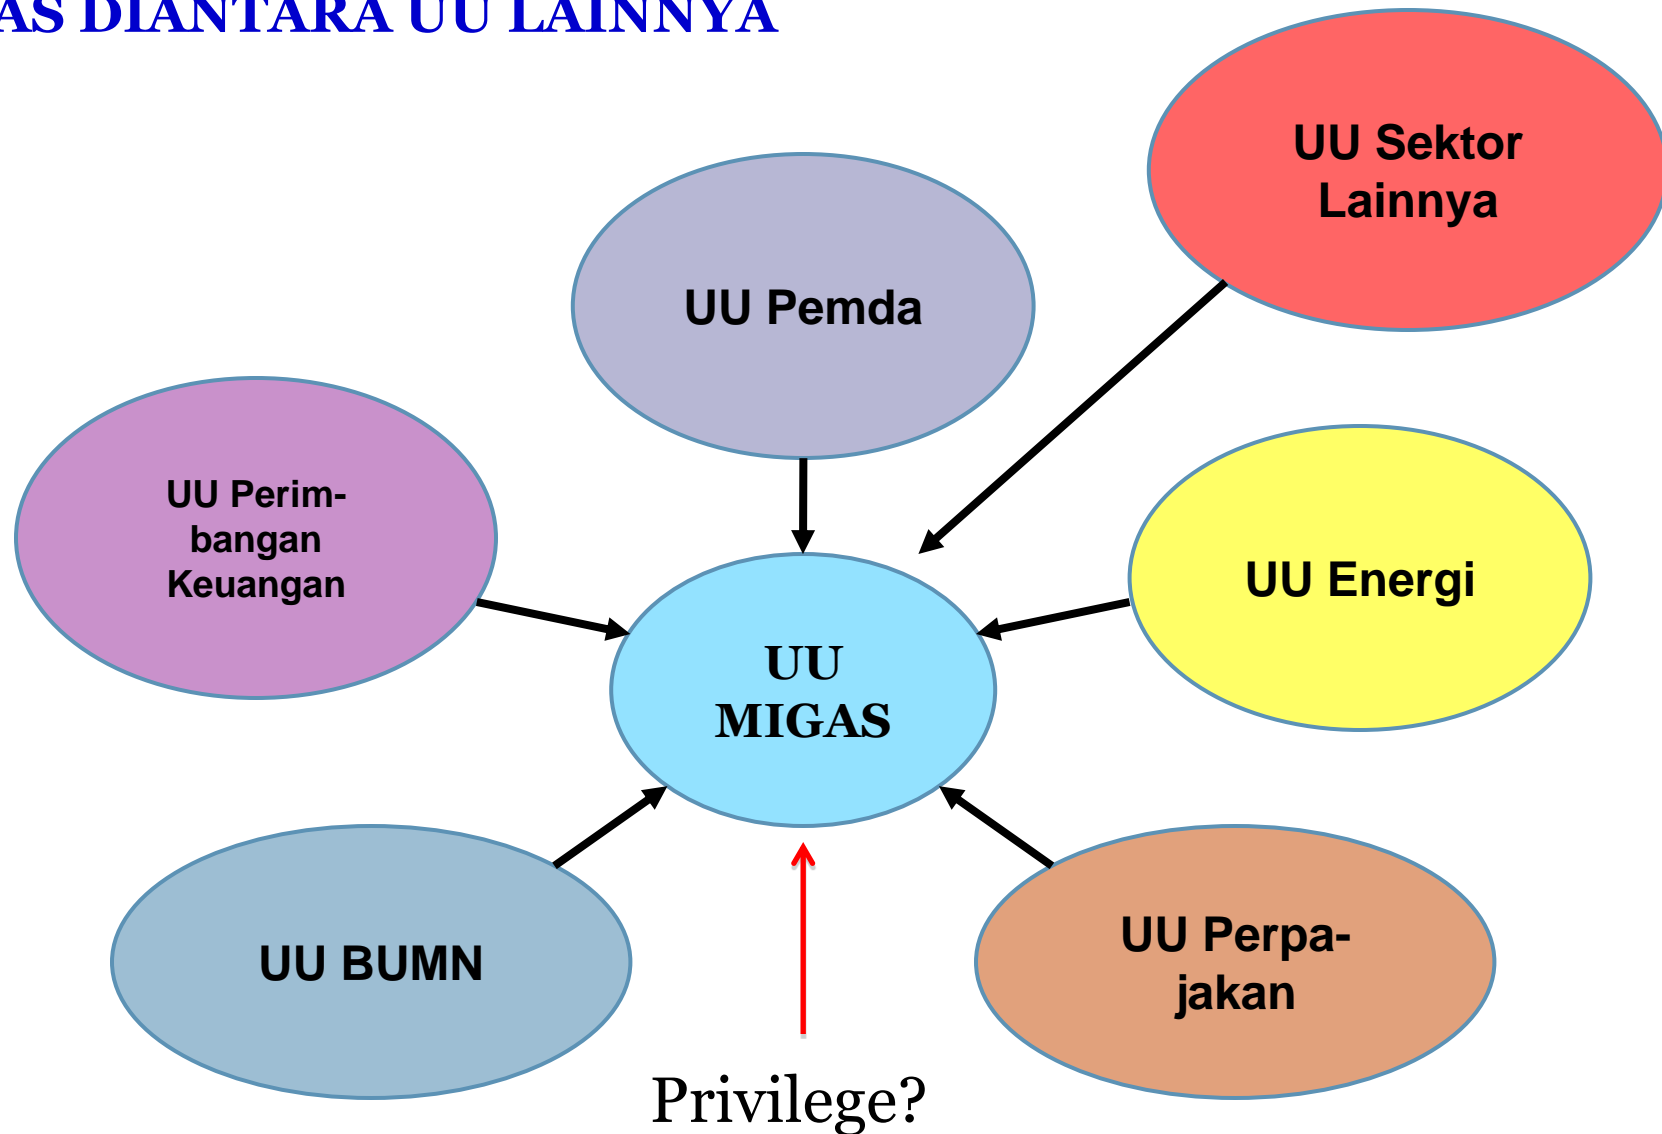 AS DIANTARA UU LAINNYA
UU Sektor
Lainnya
UU Pemda
UU Perim-
bangan
Keuangan
UU Energi
UU
MIGAS
UU BUMN
UU Perpa-
jakan
Privilege?